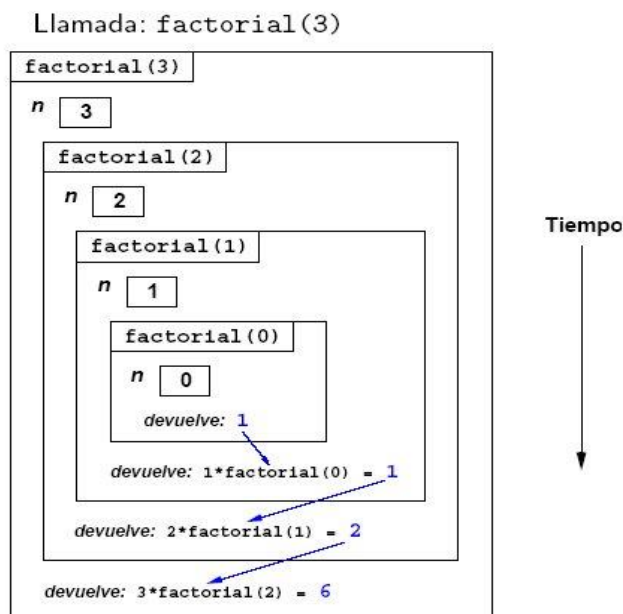 Llamada: factorial(3)
factorial(3)
n 3
factorial(2)
n 2
Tiempo
factorial(1)
n 1
factorial(0)
n 0
devuelve: 1
devuelve: 1*factorial(0) = 1
devuelve: 2*factorial(1) = 2
devuelve: 3*factorial(2) = 6